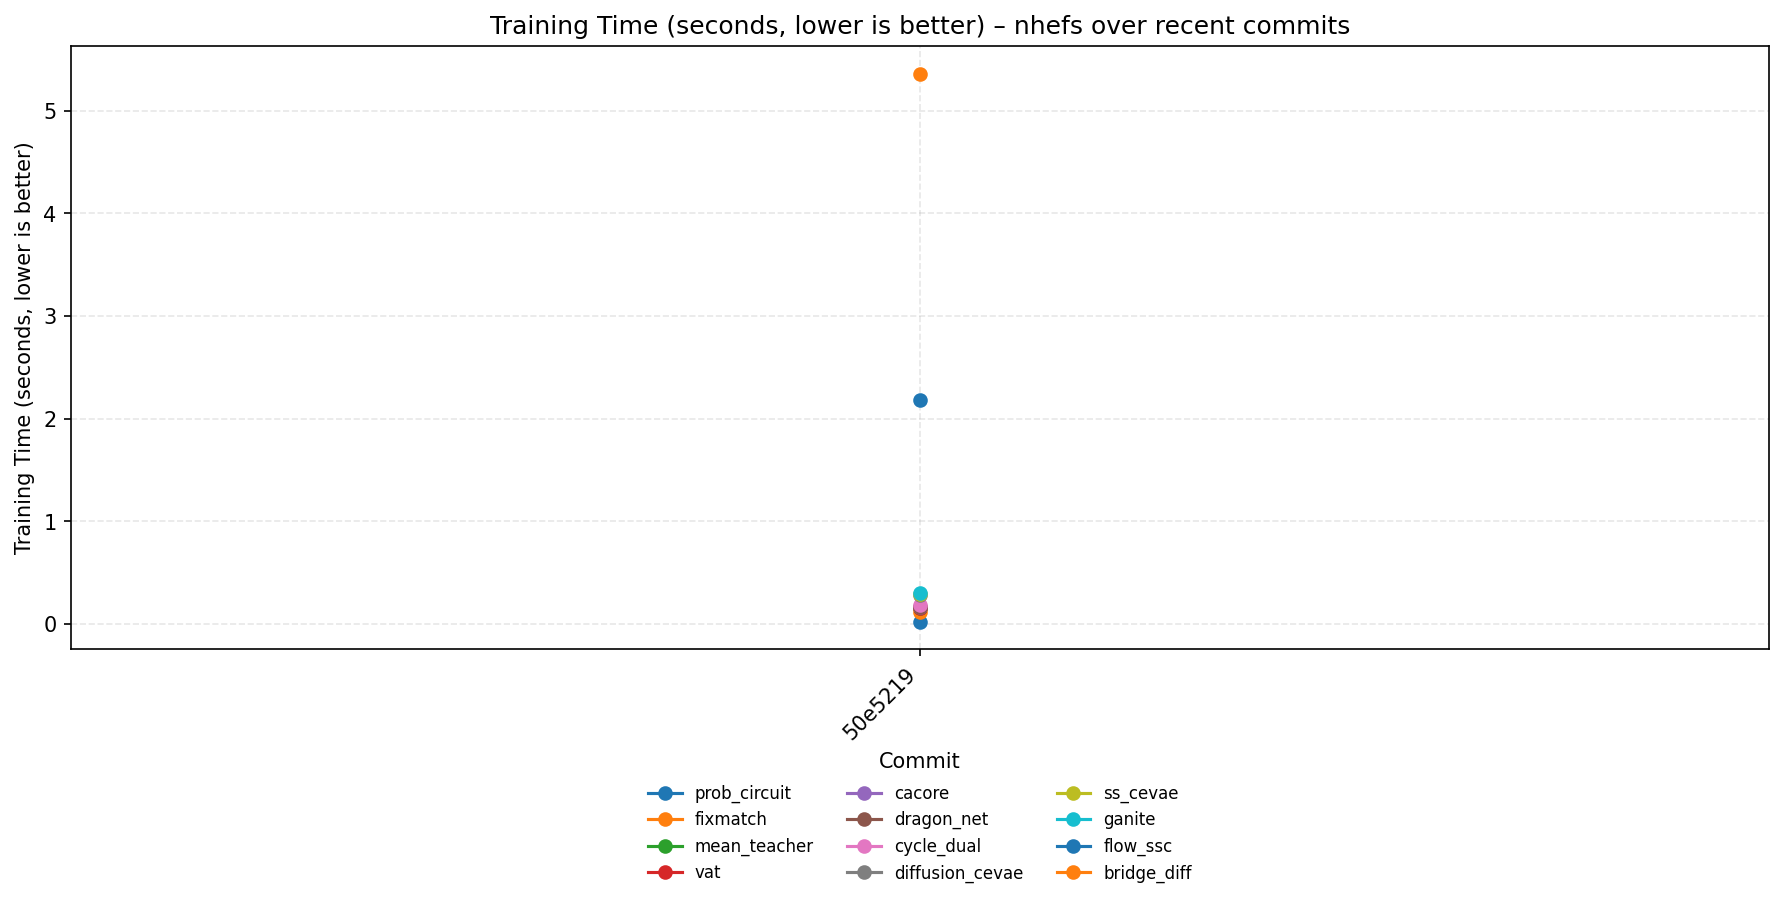 Training Time (seconds, lower is better) – nhefs over recent commits
Training Time (seconds, lower is better)
5
4
3
2
1
0
50e5219
Commit
prob_circuit
fixmatch
mean_teacher
vat
cacore
dragon_net
cycle_dual
diffusion_cevae
ss_cevae
ganite
flow_ssc
bridge_diff